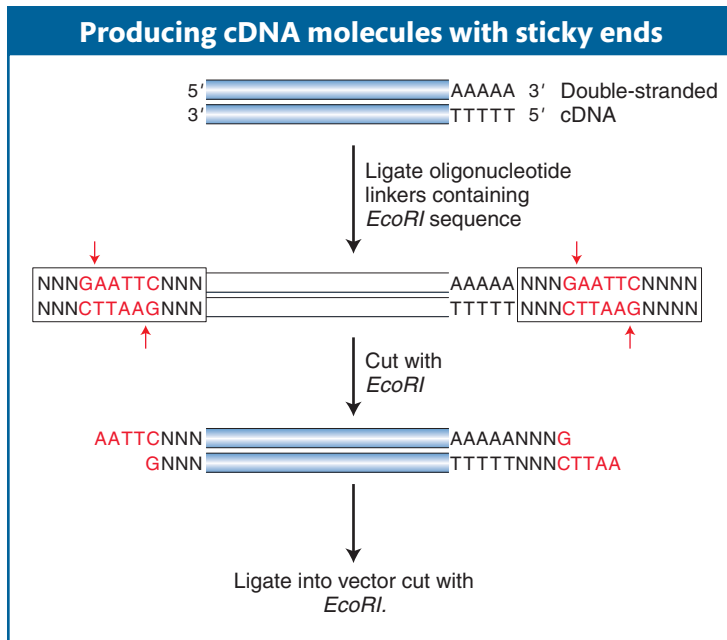 Producing cDNA molecules with sticky ends
5′ AAAAA 3′ Double-stranded
3′ TTTTT 5′ cDNA
Ligate oligonucleotide
linkers containing
EcoRI sequence
NNNGAATTCNNN AAAAA NNNGAATTCNNNN
NNNCTTAAGNNN TTTTT NNNCTTAAGNNNN
Cut with
EcoRI
AATTCNNN AAAAANNNG
GNNN TTTTTNNNCTTAA
Ligate into vector cut with
EcoRI.